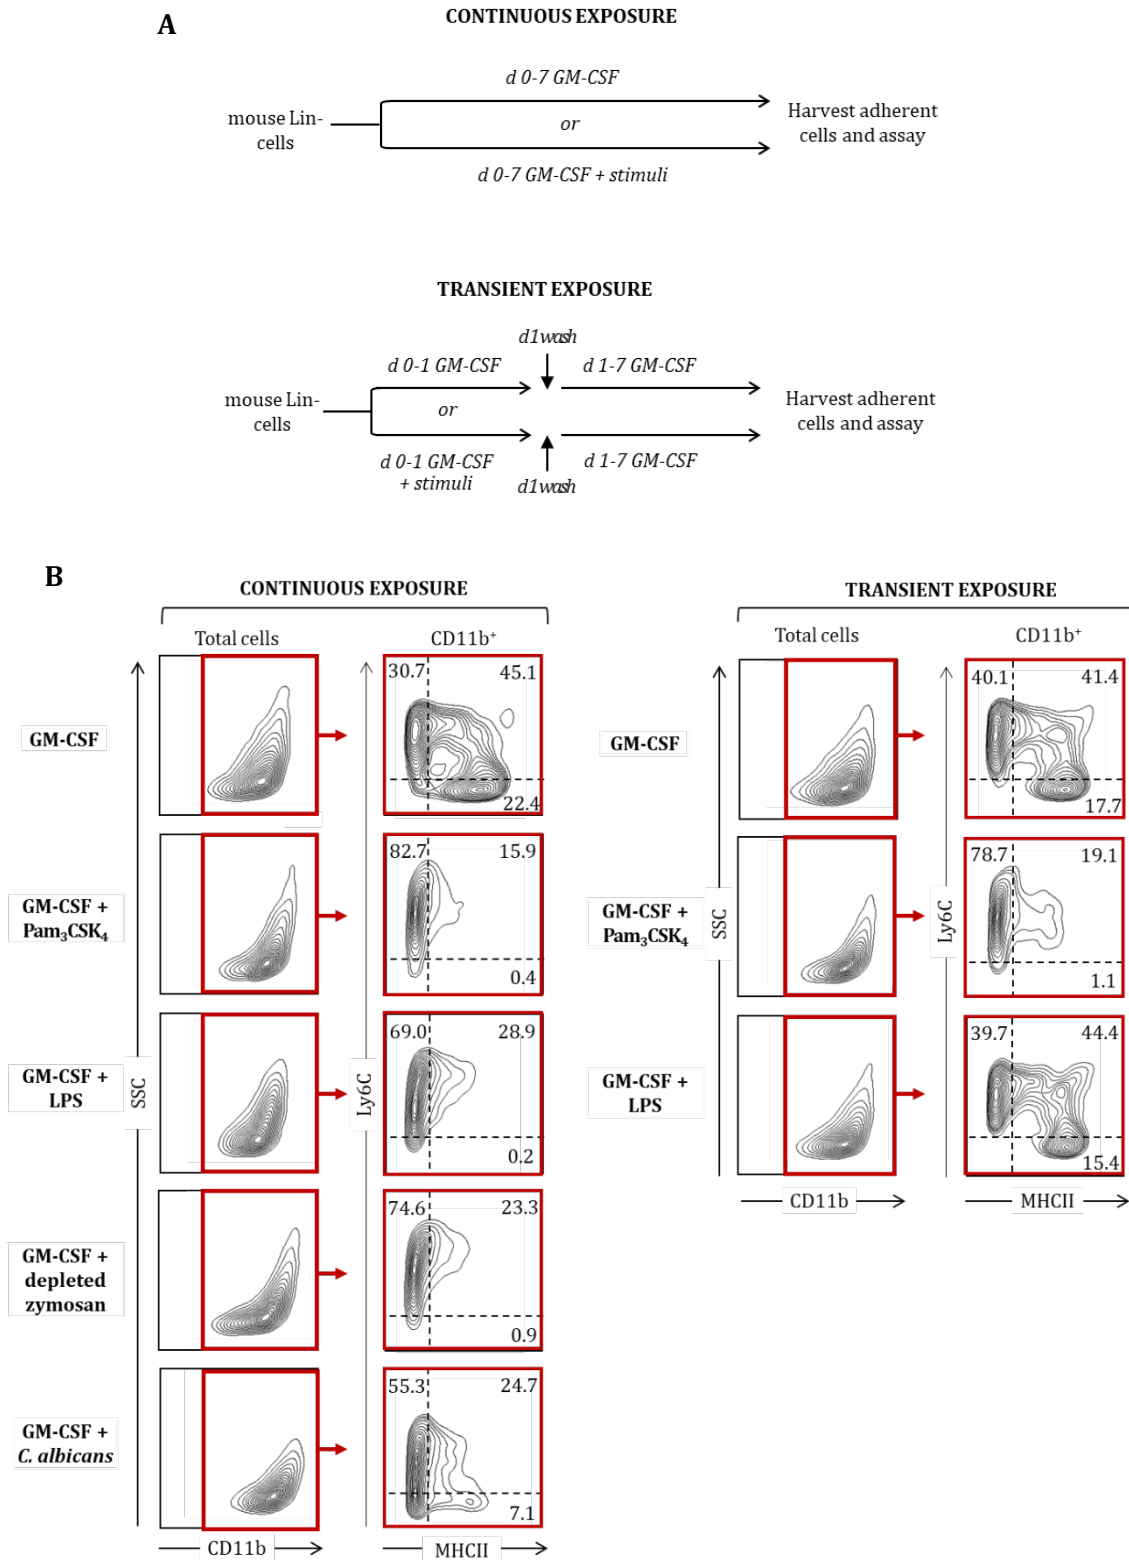 A
CONTINUOUS EXPOSURE
d 0-7 GM-CSF
mouse Lin-
cells
or
Harvest adherent
cells and assay
d 0-7 GM-CSF + stimuli
TRANSIENT EXPOSURE
d1wash
d 0-1 GM-CSF
d 1-7 GM-CSF
mouse Lin-
cells
or
Harvest adherent
cells and assay
d 0-1 GM-CSF
+ stimuli
d 1-7 GM-CSF
d1wash
B
CONTINUOUS EXPOSURE
Total cells
CD11b+
GM-CSF
30.7
45.1
22.4
GM-CSF +
Pam3CSK4
82.7
15.9
0.4
GM-CSF +
LPS
69.0
28.9
0.2
GM-CSF +
depleted
zymosan
74.6
23.3
0.9
GM-CSF +
C. albicans
55.3
24.7
7.1
SSC
Ly6C
CD11b
MHCII
TRANSIENT EXPOSURE
Total cells
CD11b+
GM-CSF
40.1
41.4
17.7
GM-CSF +
Pam3CSK4
78.7
19.1
1.1
GM-CSF +
LPS
39.7
44.4
15.4
SSC
Ly6C
CD11b
MHCII